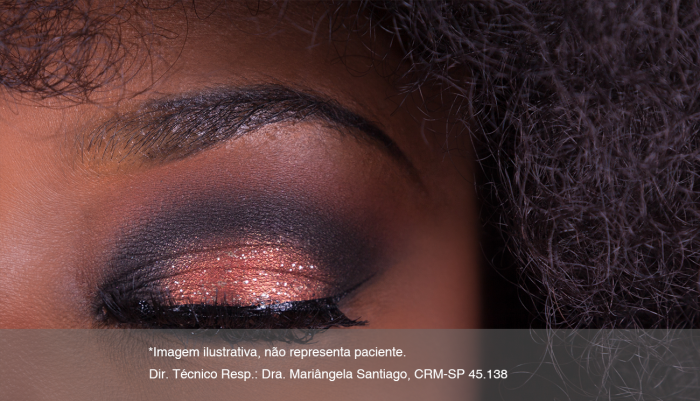 *Imagem ilustrativa, não representa paciente.
Dir. Técnico Resp.: Dra. Mariângela Santiago, CRM-SP 45.138